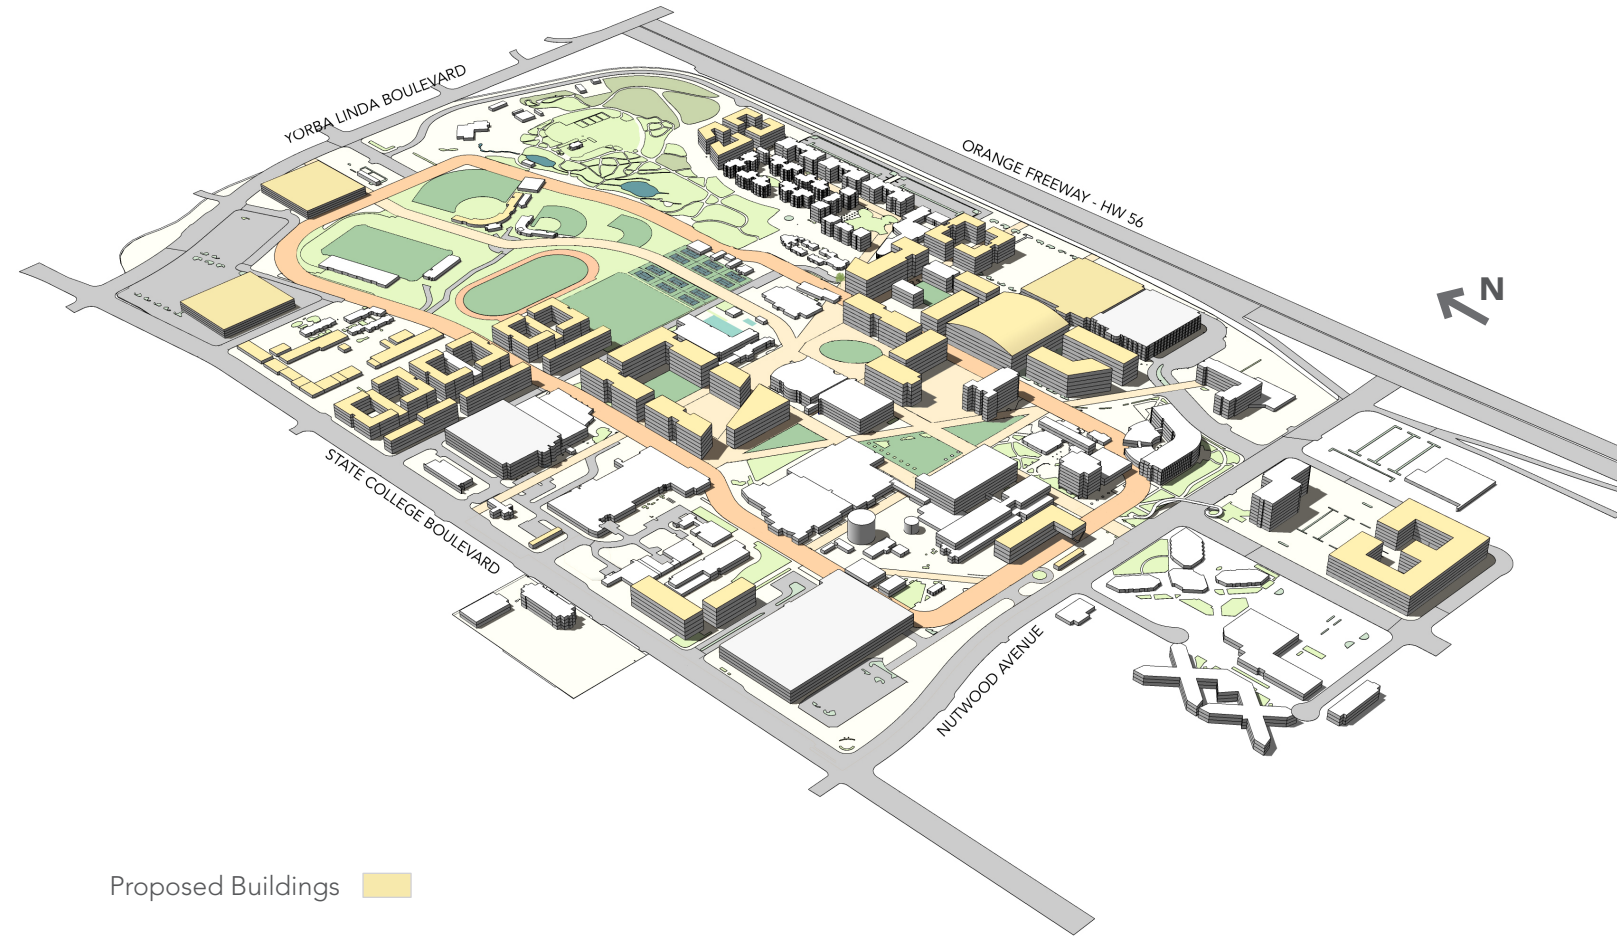 YORBA LINDA BOULEVARD
ORANGE FREEWAY - HW 56
N
STATE COLLEGE BOULEVARD
NUTWOOD AVENUE
Proposed Buildings